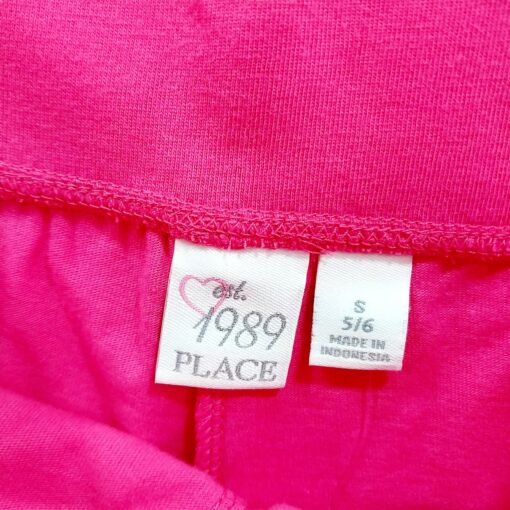 est.
1989
PLACE
S
5/6
MADE IN
INDONESIA